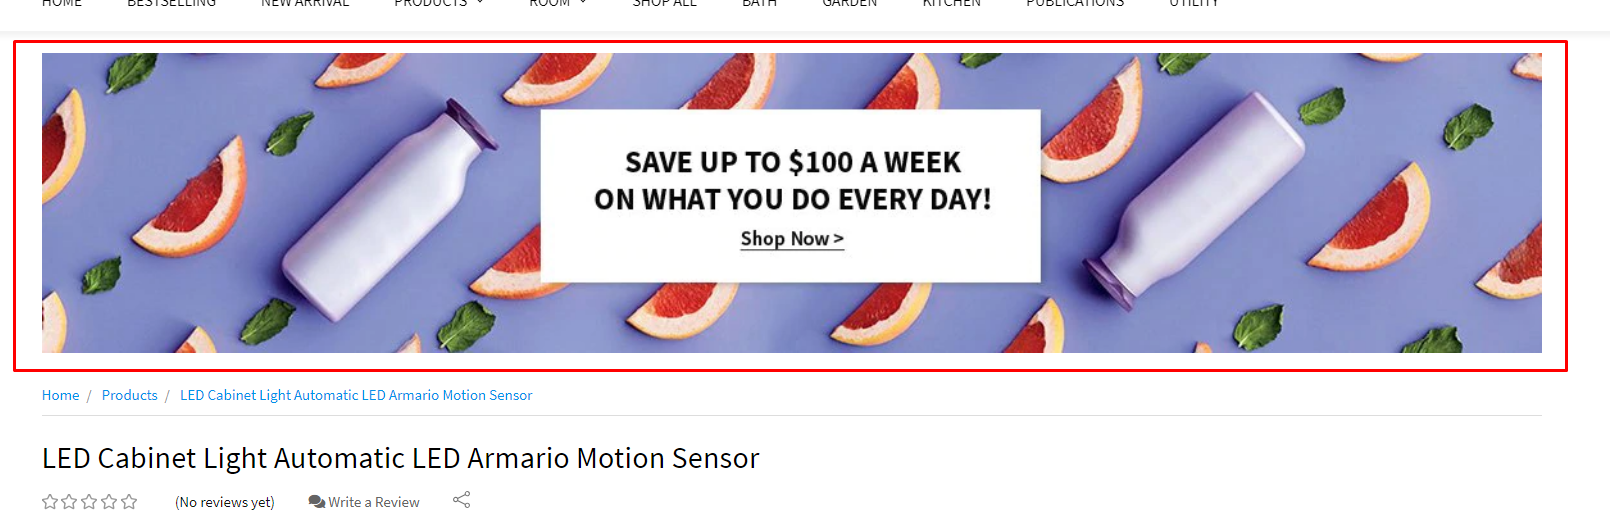 HOME BESTSELLING NEW ARRIVAL PRODUCTS ROOM SHOP ALL BATH GARDEN KITCHEN PUBLICATIONS UTILITY
SAVE UP TO $100 A WEEK
ON WHAT YOU DO EVERY DAY!
Shop Now >
Home / Products / LED Cabinet Light Automatic LED Armario Motion Sensor
LED Cabinet Light Automatic LED Armario Motion Sensor
(No reviews yet) Write a Review